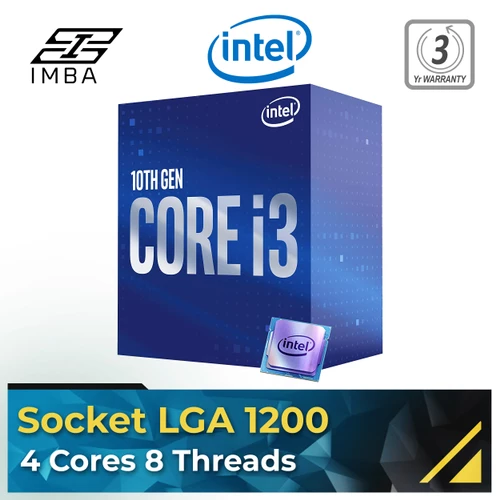 IMBA
intel
3
Yr WARRANTY
intel
10TH GEN
CORE i3
intel
Socket LGA 1200
4 Cores 8 Threads